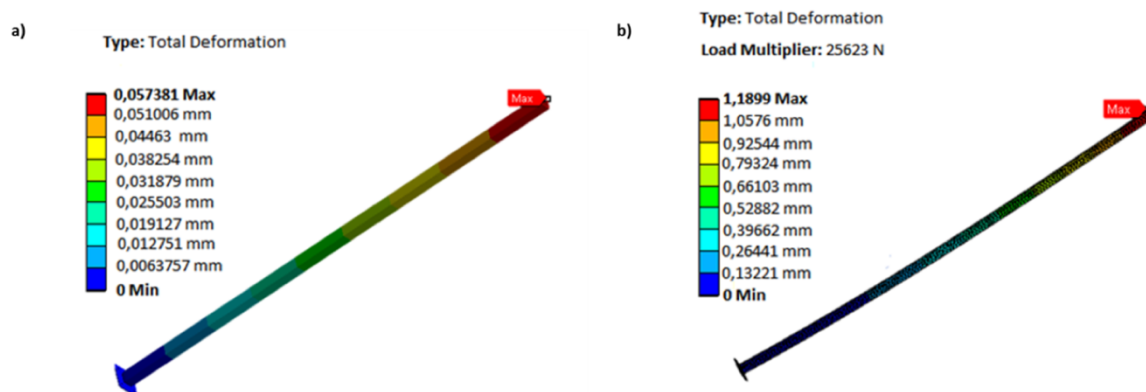 a)
Type: Total Deformation
0,057381 Max
0,051006 mm
0,04463 mm
0,038254 mm
0,031879 mm
0,025503 mm
0,019127 mm
0,012751 mm
0,0063757 mm
0 Min
Max
b)
Type: Total Deformation
Load Multiplier: 25623 N
1,1899 Max
1,0576 mm
0,92544 mm
0,79324 mm
0,66103 mm
0,52882 mm
0,39662 mm
0,26441 mm
0,13221 mm
0 Min
Max